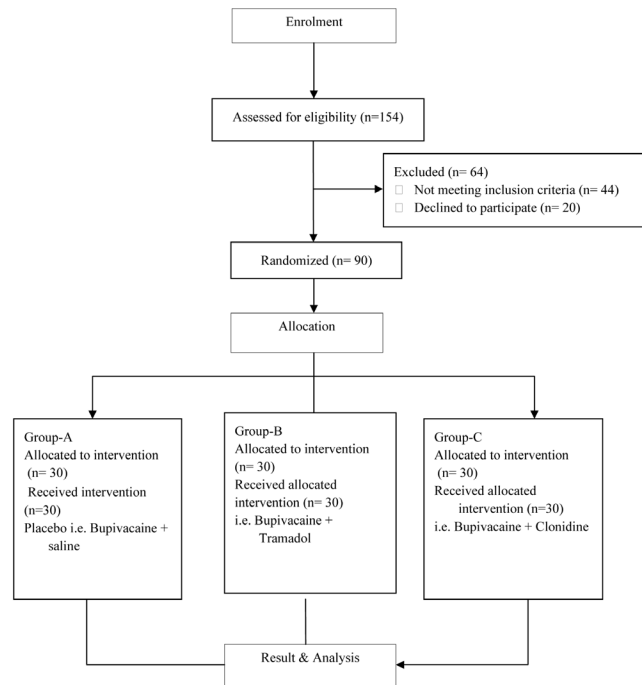 Enrolment
Assessed for eligibility (n=154)
Excluded (n= 64)
Not meeting inclusion criteria (n= 44)
Declined to participate (n= 20)
Randomized (n= 90)
Allocation
Group-A
Allocated to intervention
(n= 30)
Received intervention
(n=30)
Placebo i.e. Bupivacaine +
saline
Group-B
Allocated to intervention
(n= 30)
Received allocated
intervention (n= 30)
i.e. Bupivacaine +
Tramadol
Group-C
Allocated to intervention
(n= 30)
Received allocated
intervention (n=30)
i.e. Bupivacaine + Clonidine
Result & Analysis